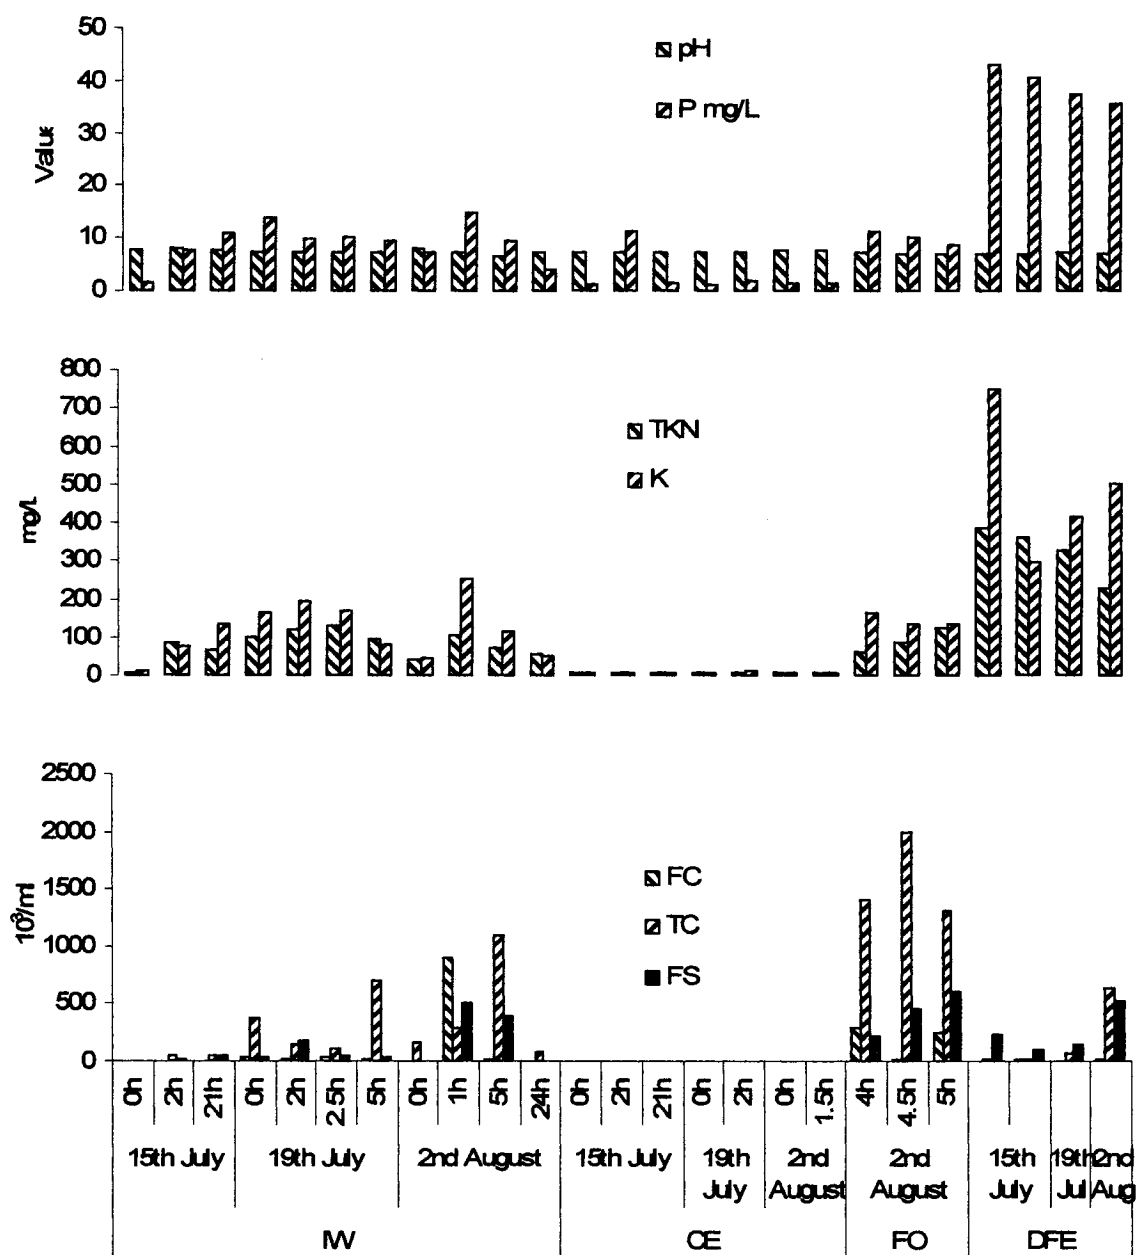 50
40
30
20
10
0
Value
pH
P mg/L
800
700
600
500
400
300
200
100
0
mg/L
TKN
K
2500
2000
1500
1000
500
0
10³/ml
FC
TC
FS
0h 2h 21h 0h 2h 2.5h 5h 0h 1h 5h 24h 0h 2h 21h 0h 2h 0h 1.5h 4h 4.5h 5h
15th July 19th July 2nd August 15th July 19th 2nd 2nd 15th 19th 2nd
July August August July Jul Aug
IW CE FO DFE